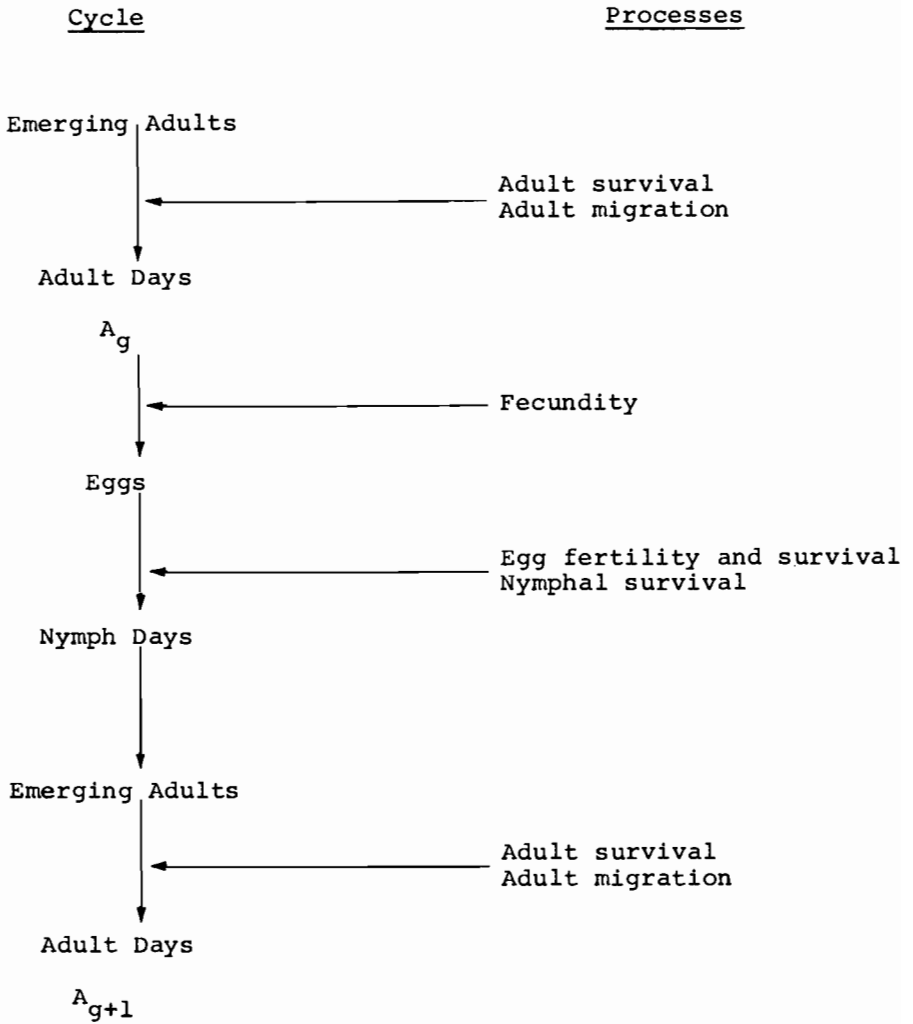 Cycle
Processes
Emerging Adults
Adult survival
Adult migration
Adult Days
Ag
Fecundity
Eggs
Egg fertility and survival
Nymphal survival
Nymph Days
Emerging Adults
Adult survival
Adult migration
Adult Days
Ag+1